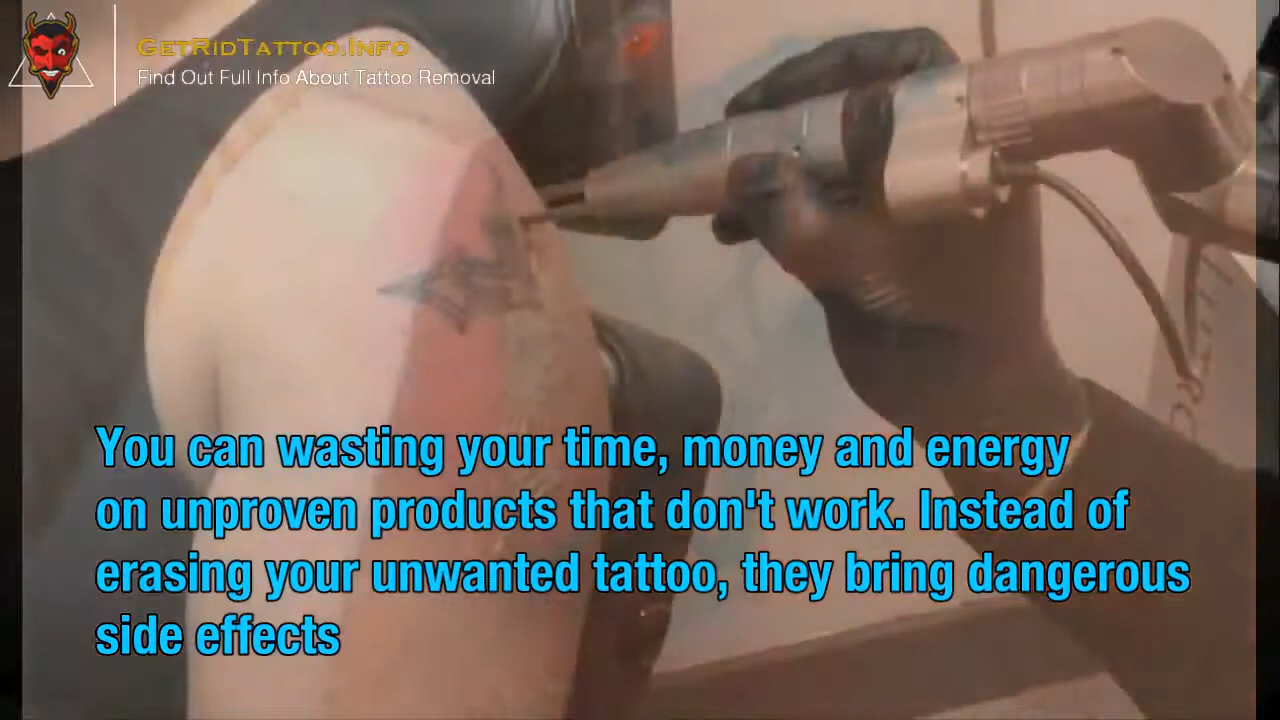 GetRidTattoo.Info
Find Out Full Info About Tattoo Removal
You can wasting your time, money and energy
on unproven products that don't work. Instead of
erasing your unwanted tattoo, they bring dangerous
side effects